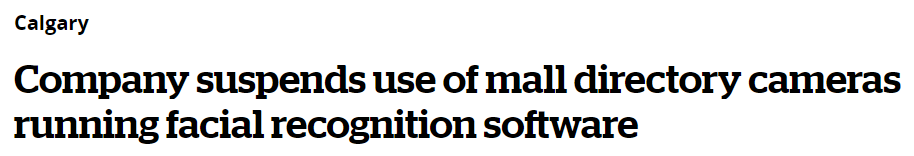 Calgary
Company suspends use of mall directory cameras
running facial recognition software